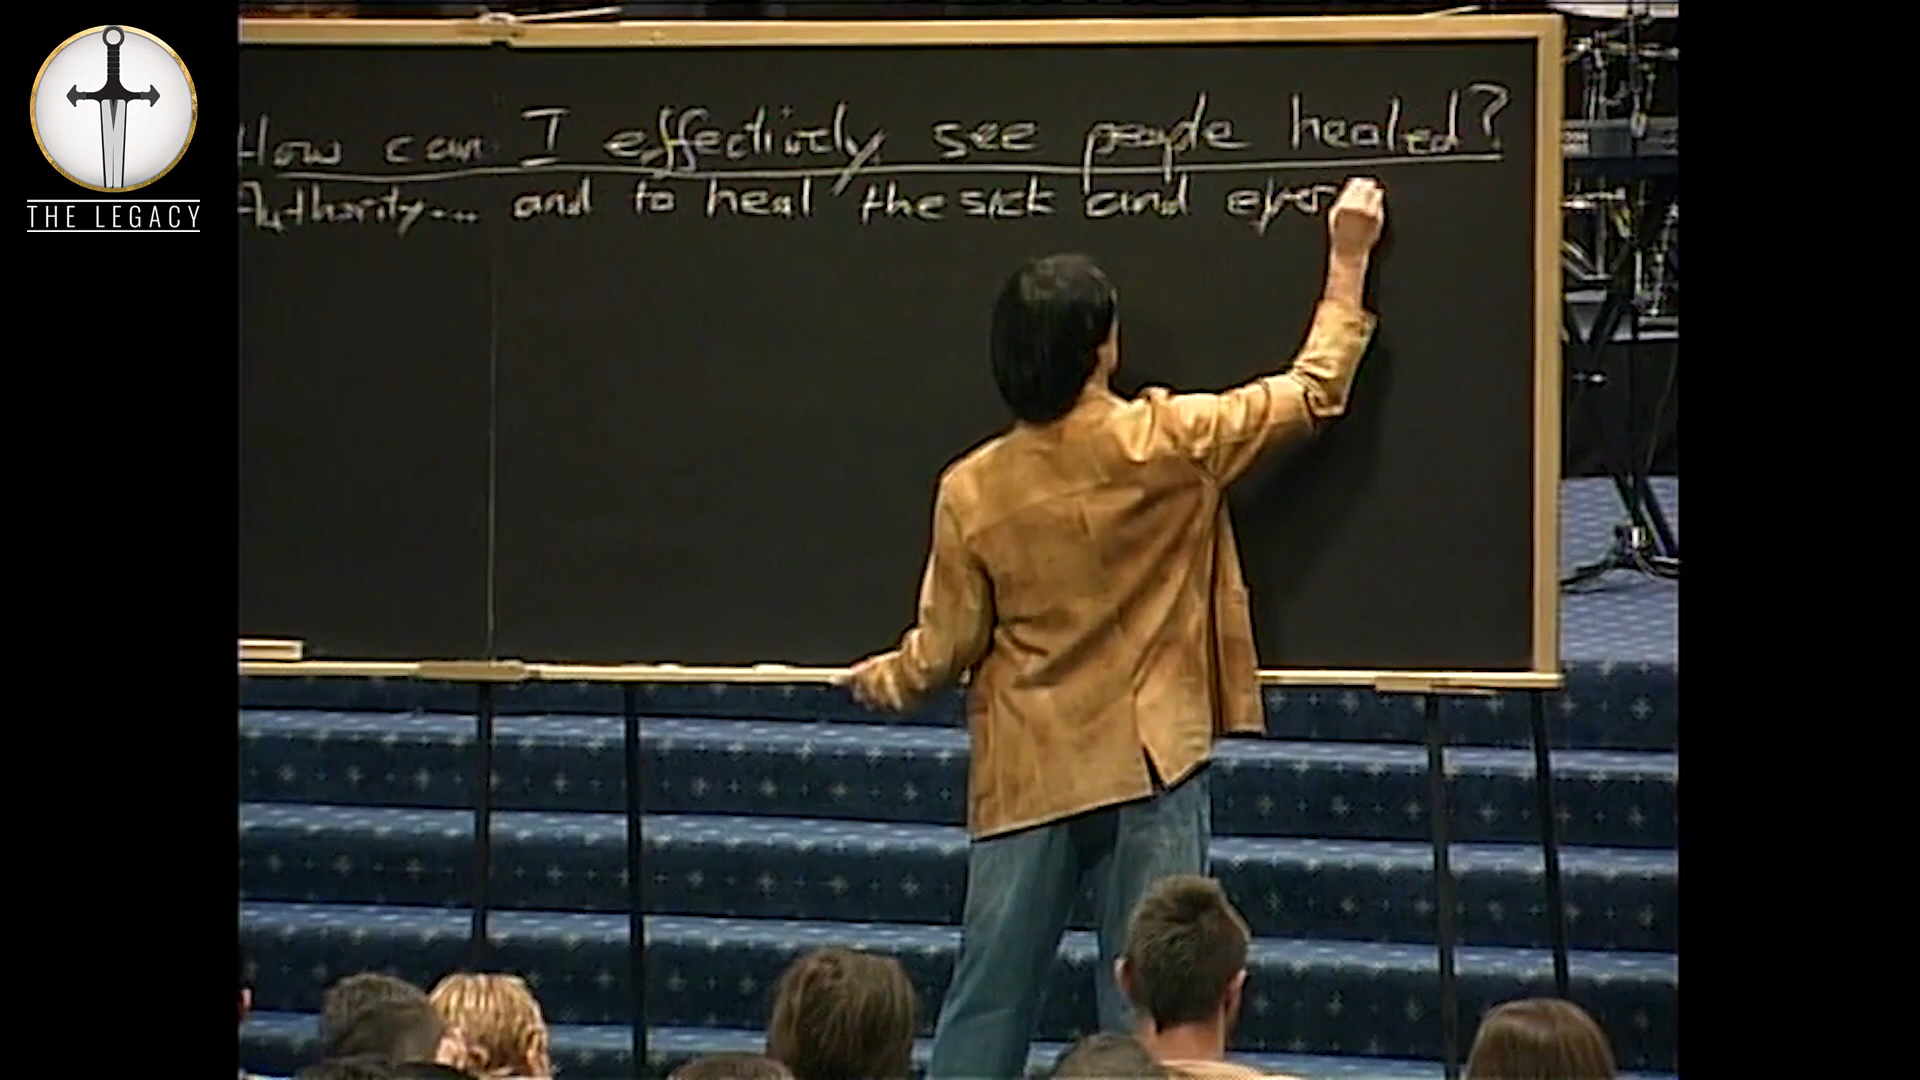 THE LEGACY
How can I effectively see people healed?
Authority... and to heal the sick and